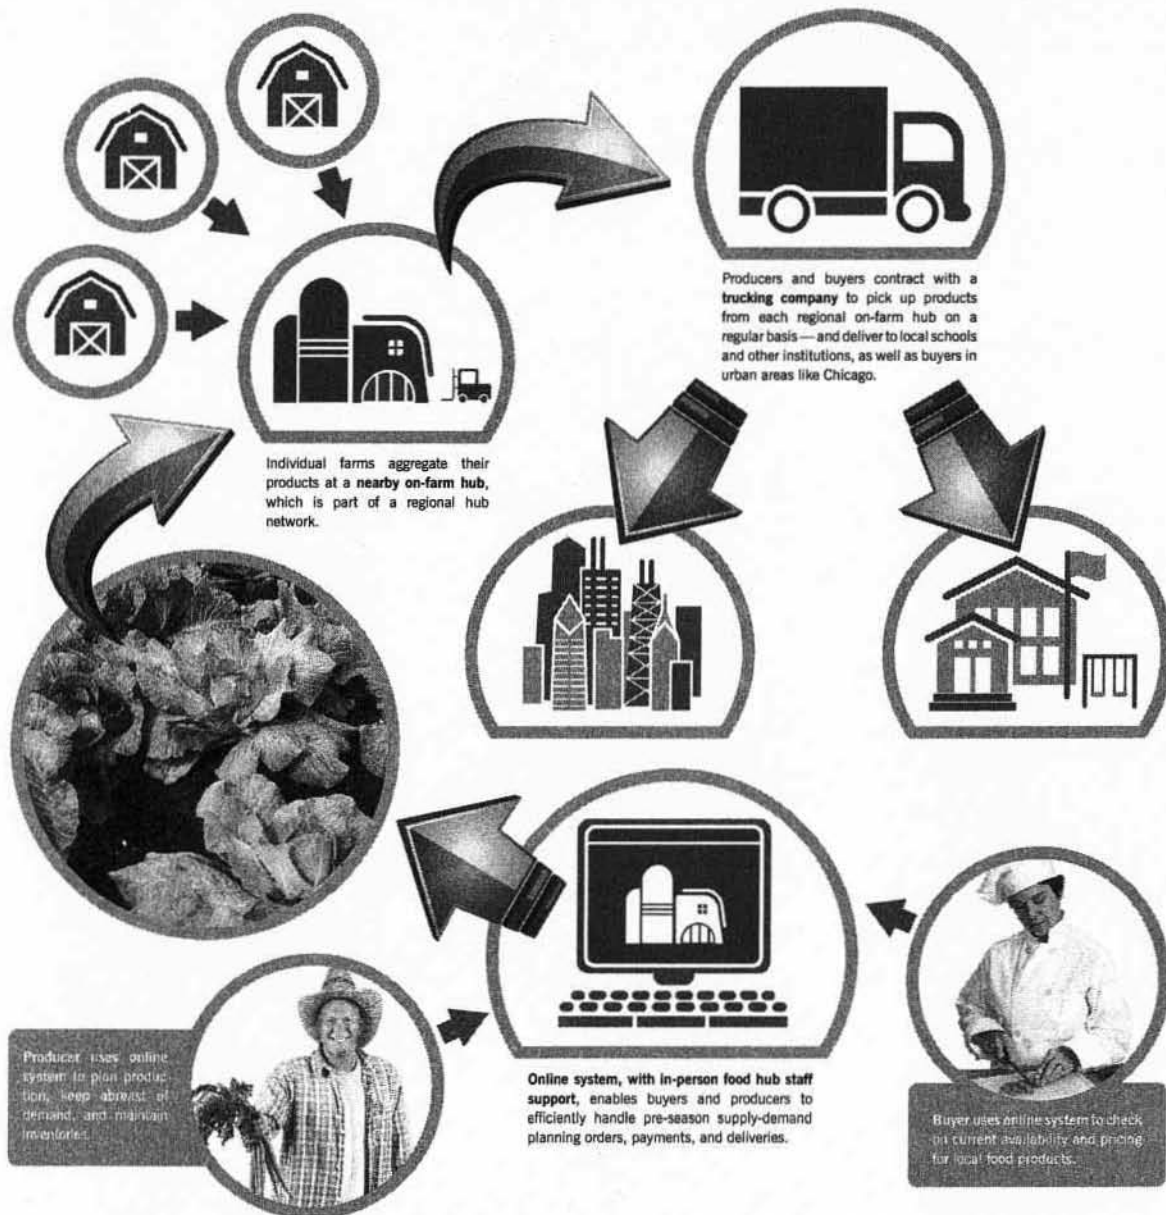 Producers and buyers contract with a
trucking company to pick up products
from each regional on-farm hub on a
regular basis — and deliver to local schools
and other institutions, as well as buyers in
urban areas like Chicago.
Individual farms aggregate their
products at a nearby on-farm hub,
which is part of a regional hub
network.
Producer uses online
system to plan produc-
tion, keep abreast of
demand, and maintain
inventories.
Online system, with in-person food hub staff
support, enables buyers and producers to
efficiently handle pre-season supply-demand
planning orders, payments, and deliveries.
Buyer uses online system to check
on current availability and pricing
for local food products.